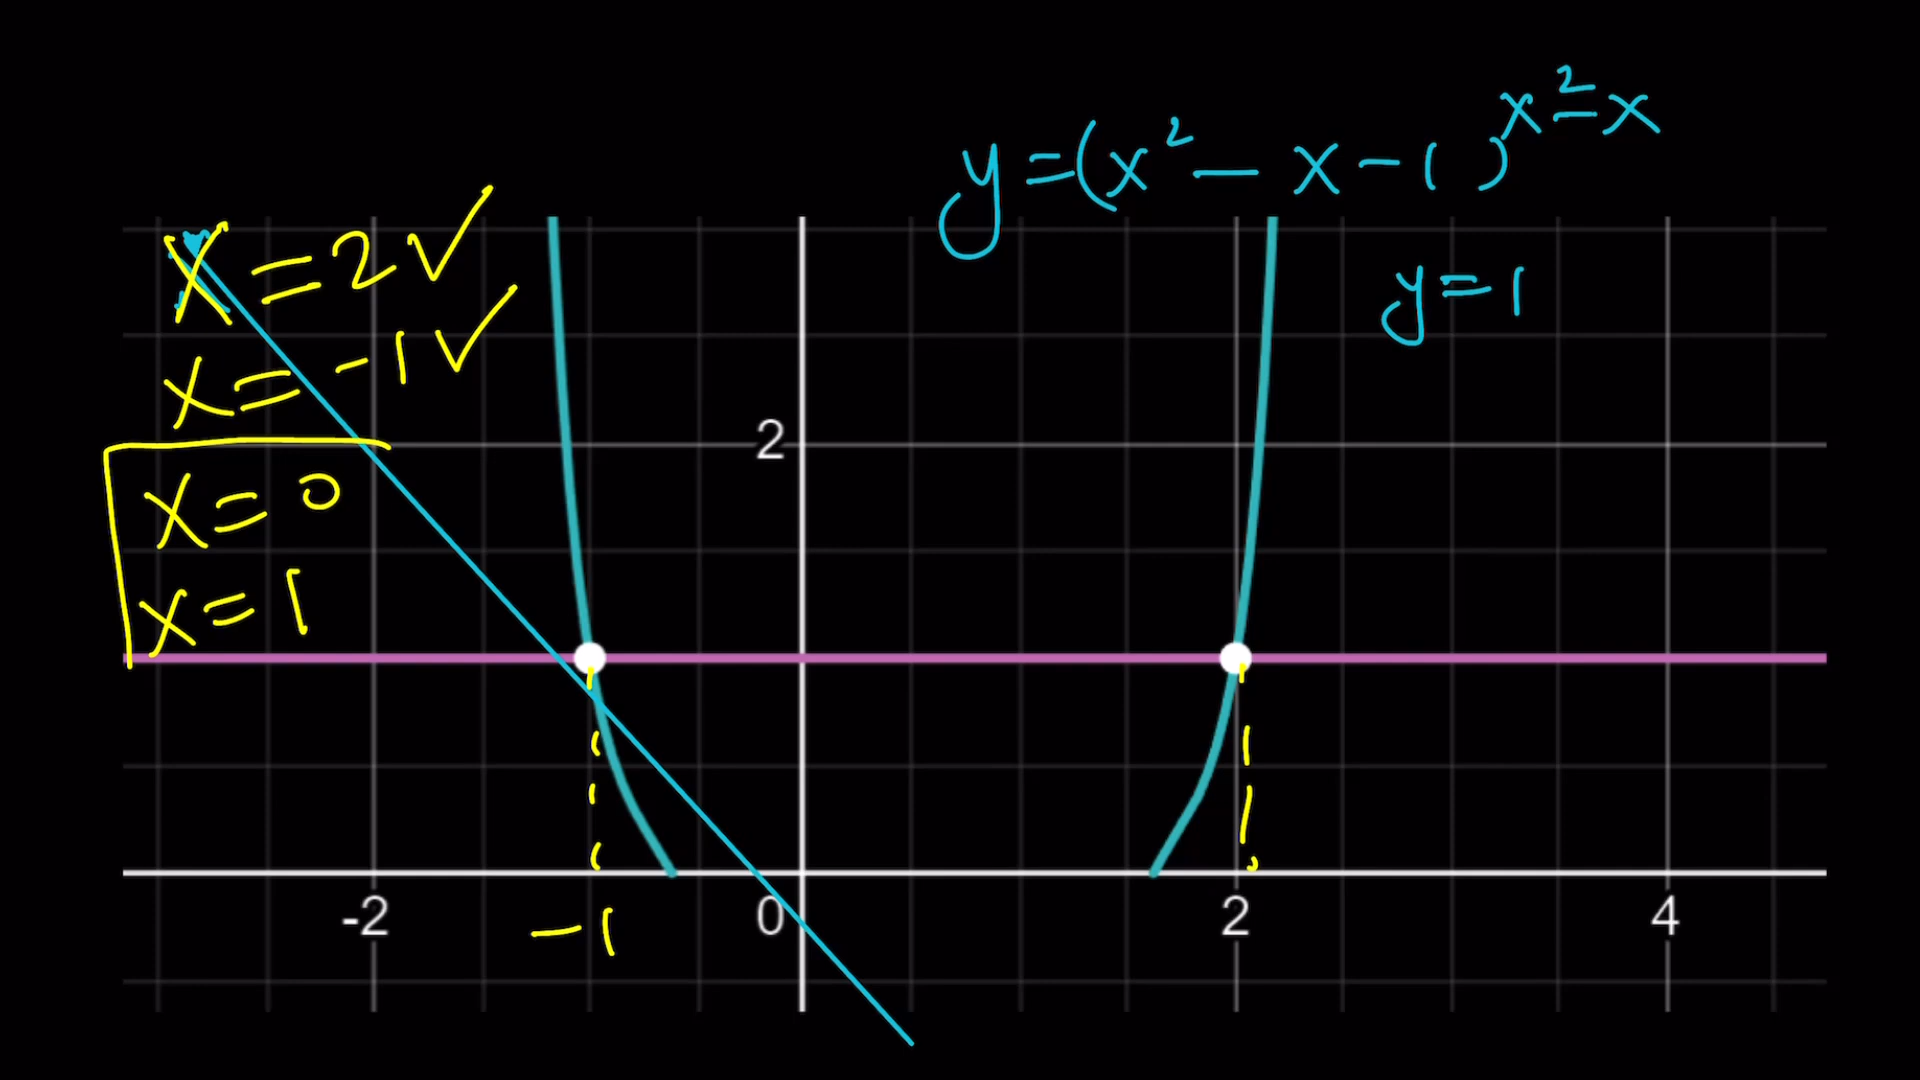 y=(x²-x-1)^x²-x
x=2✓
y=1
x=-1✓
2
x=0
x=1
-2 0 2 4
-1